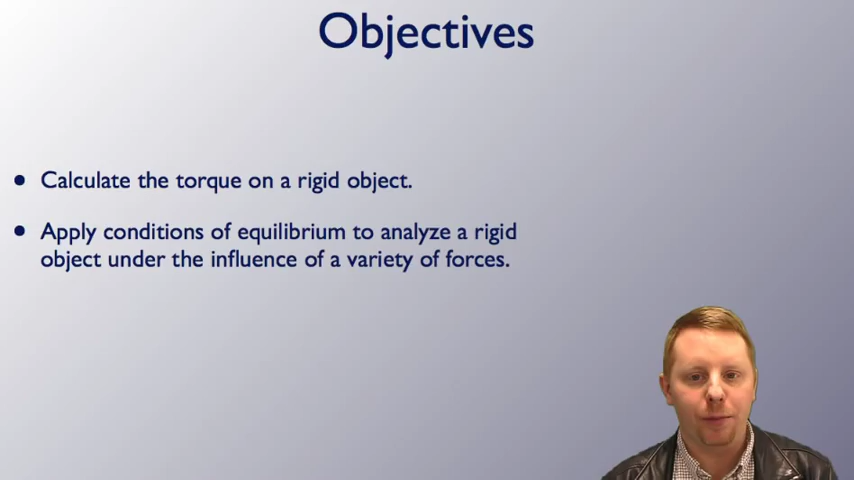 Objectives
• Calculate the torque on a rigid object.
• Apply conditions of equilibrium to analyze a rigid
object under the influence of a variety of forces.